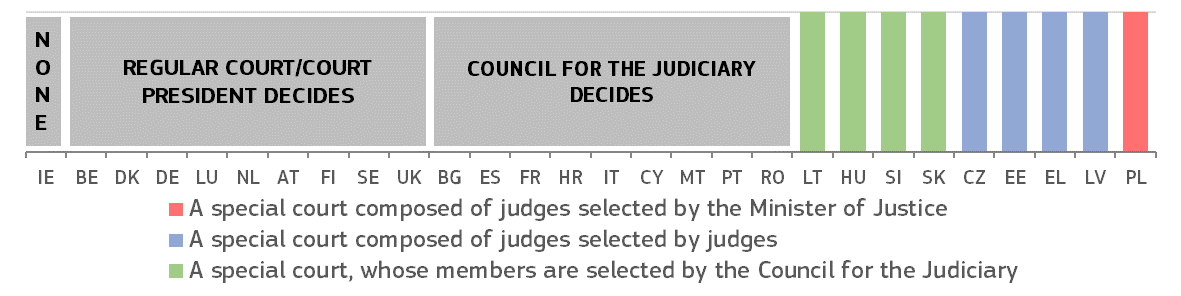 N
O
N
E
REGULAR COURT/COURT
PRESIDENT DECIDES
COUNCIL FOR THE JUDICIARY
DECIDES
IE BE DK DE LU NL AT FI SE UK BG ES FR HR IT CY MT PT RO LT HU SI SK CZ EE EL LV PL
A special court composed of judges selected by the Minister of Justice
A special court composed of judges selected by judges
A special court, whose members are selected by the Council for the Judiciary